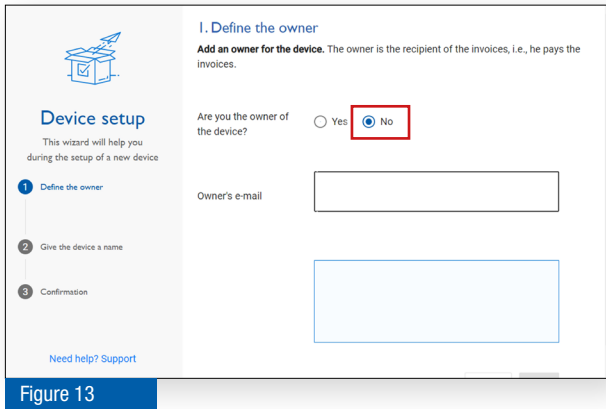 Device setup
This wizard will help you
during the setup of a new device
1 Define the owner
2 Give the device a name
3 Confirmation
Need help? Support
1. Define the owner
Add an owner for the device. The owner is the recipient of the invoices, i.e., he pays the
invoices.
Are you the owner of
the device?
Yes
No
Owner's e-mail
Figure 13